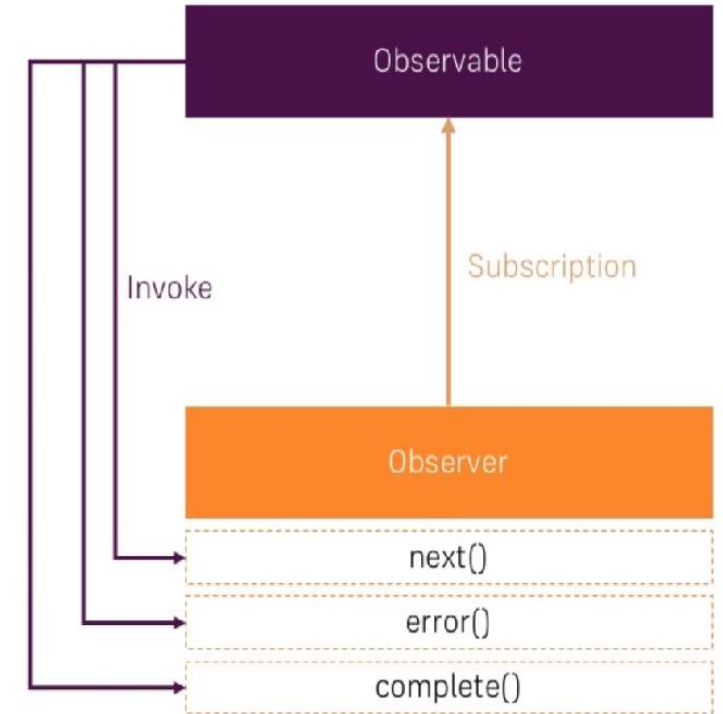 Observable
Subscription
Invoke
Observer
next()
error()
complete()